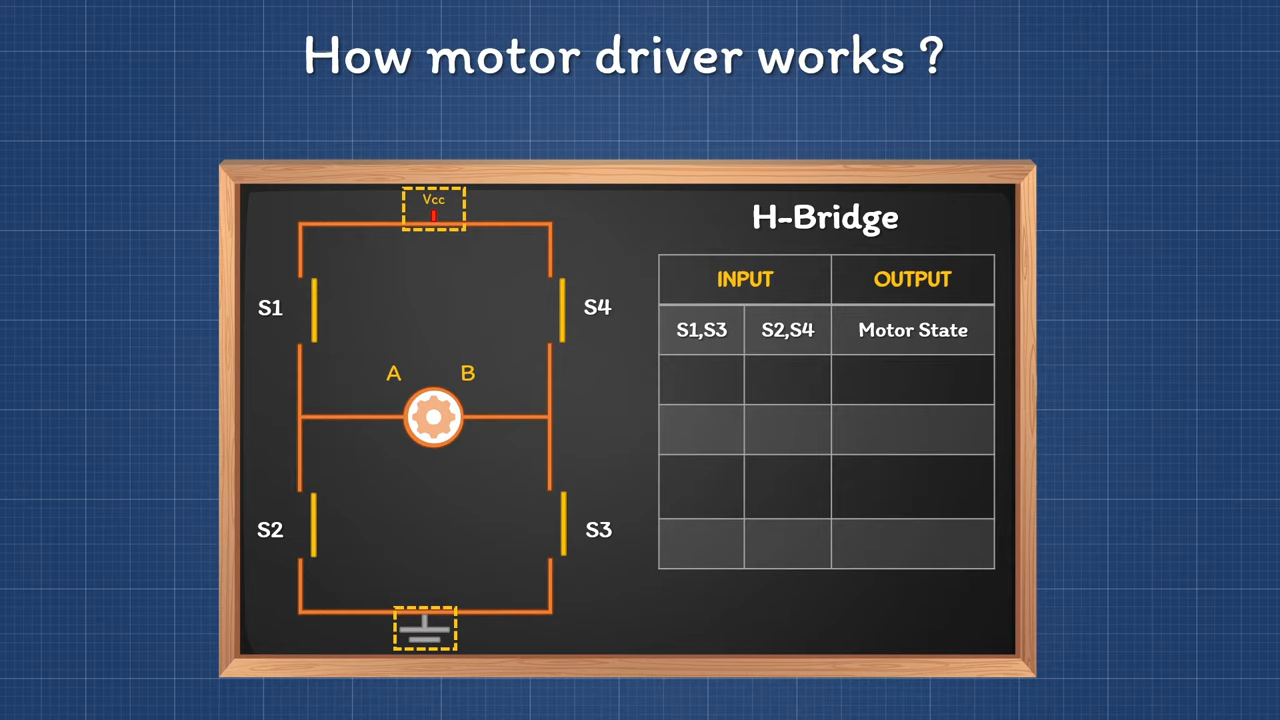 How motor driver works ?
Vcc
S1
S4
A
B
S2
S3
H-Bridge
INPUT OUTPUT
S1,S3 S2,S4 Motor State